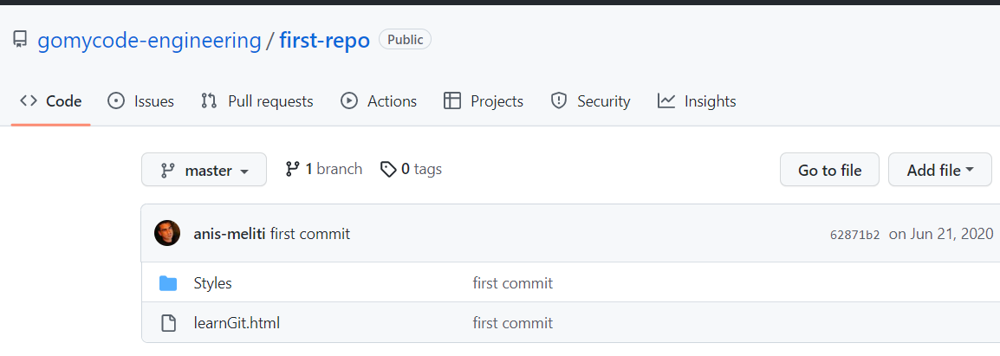 gomycode-engineering / first-repo Public
Code Issues Pull requests Actions Projects Security Insights
master 1 branch 0 tags Go to file Add file
anis-meliti first commit 62871b2 on Jun 21, 2020
Styles first commit
learnGit.html first commit